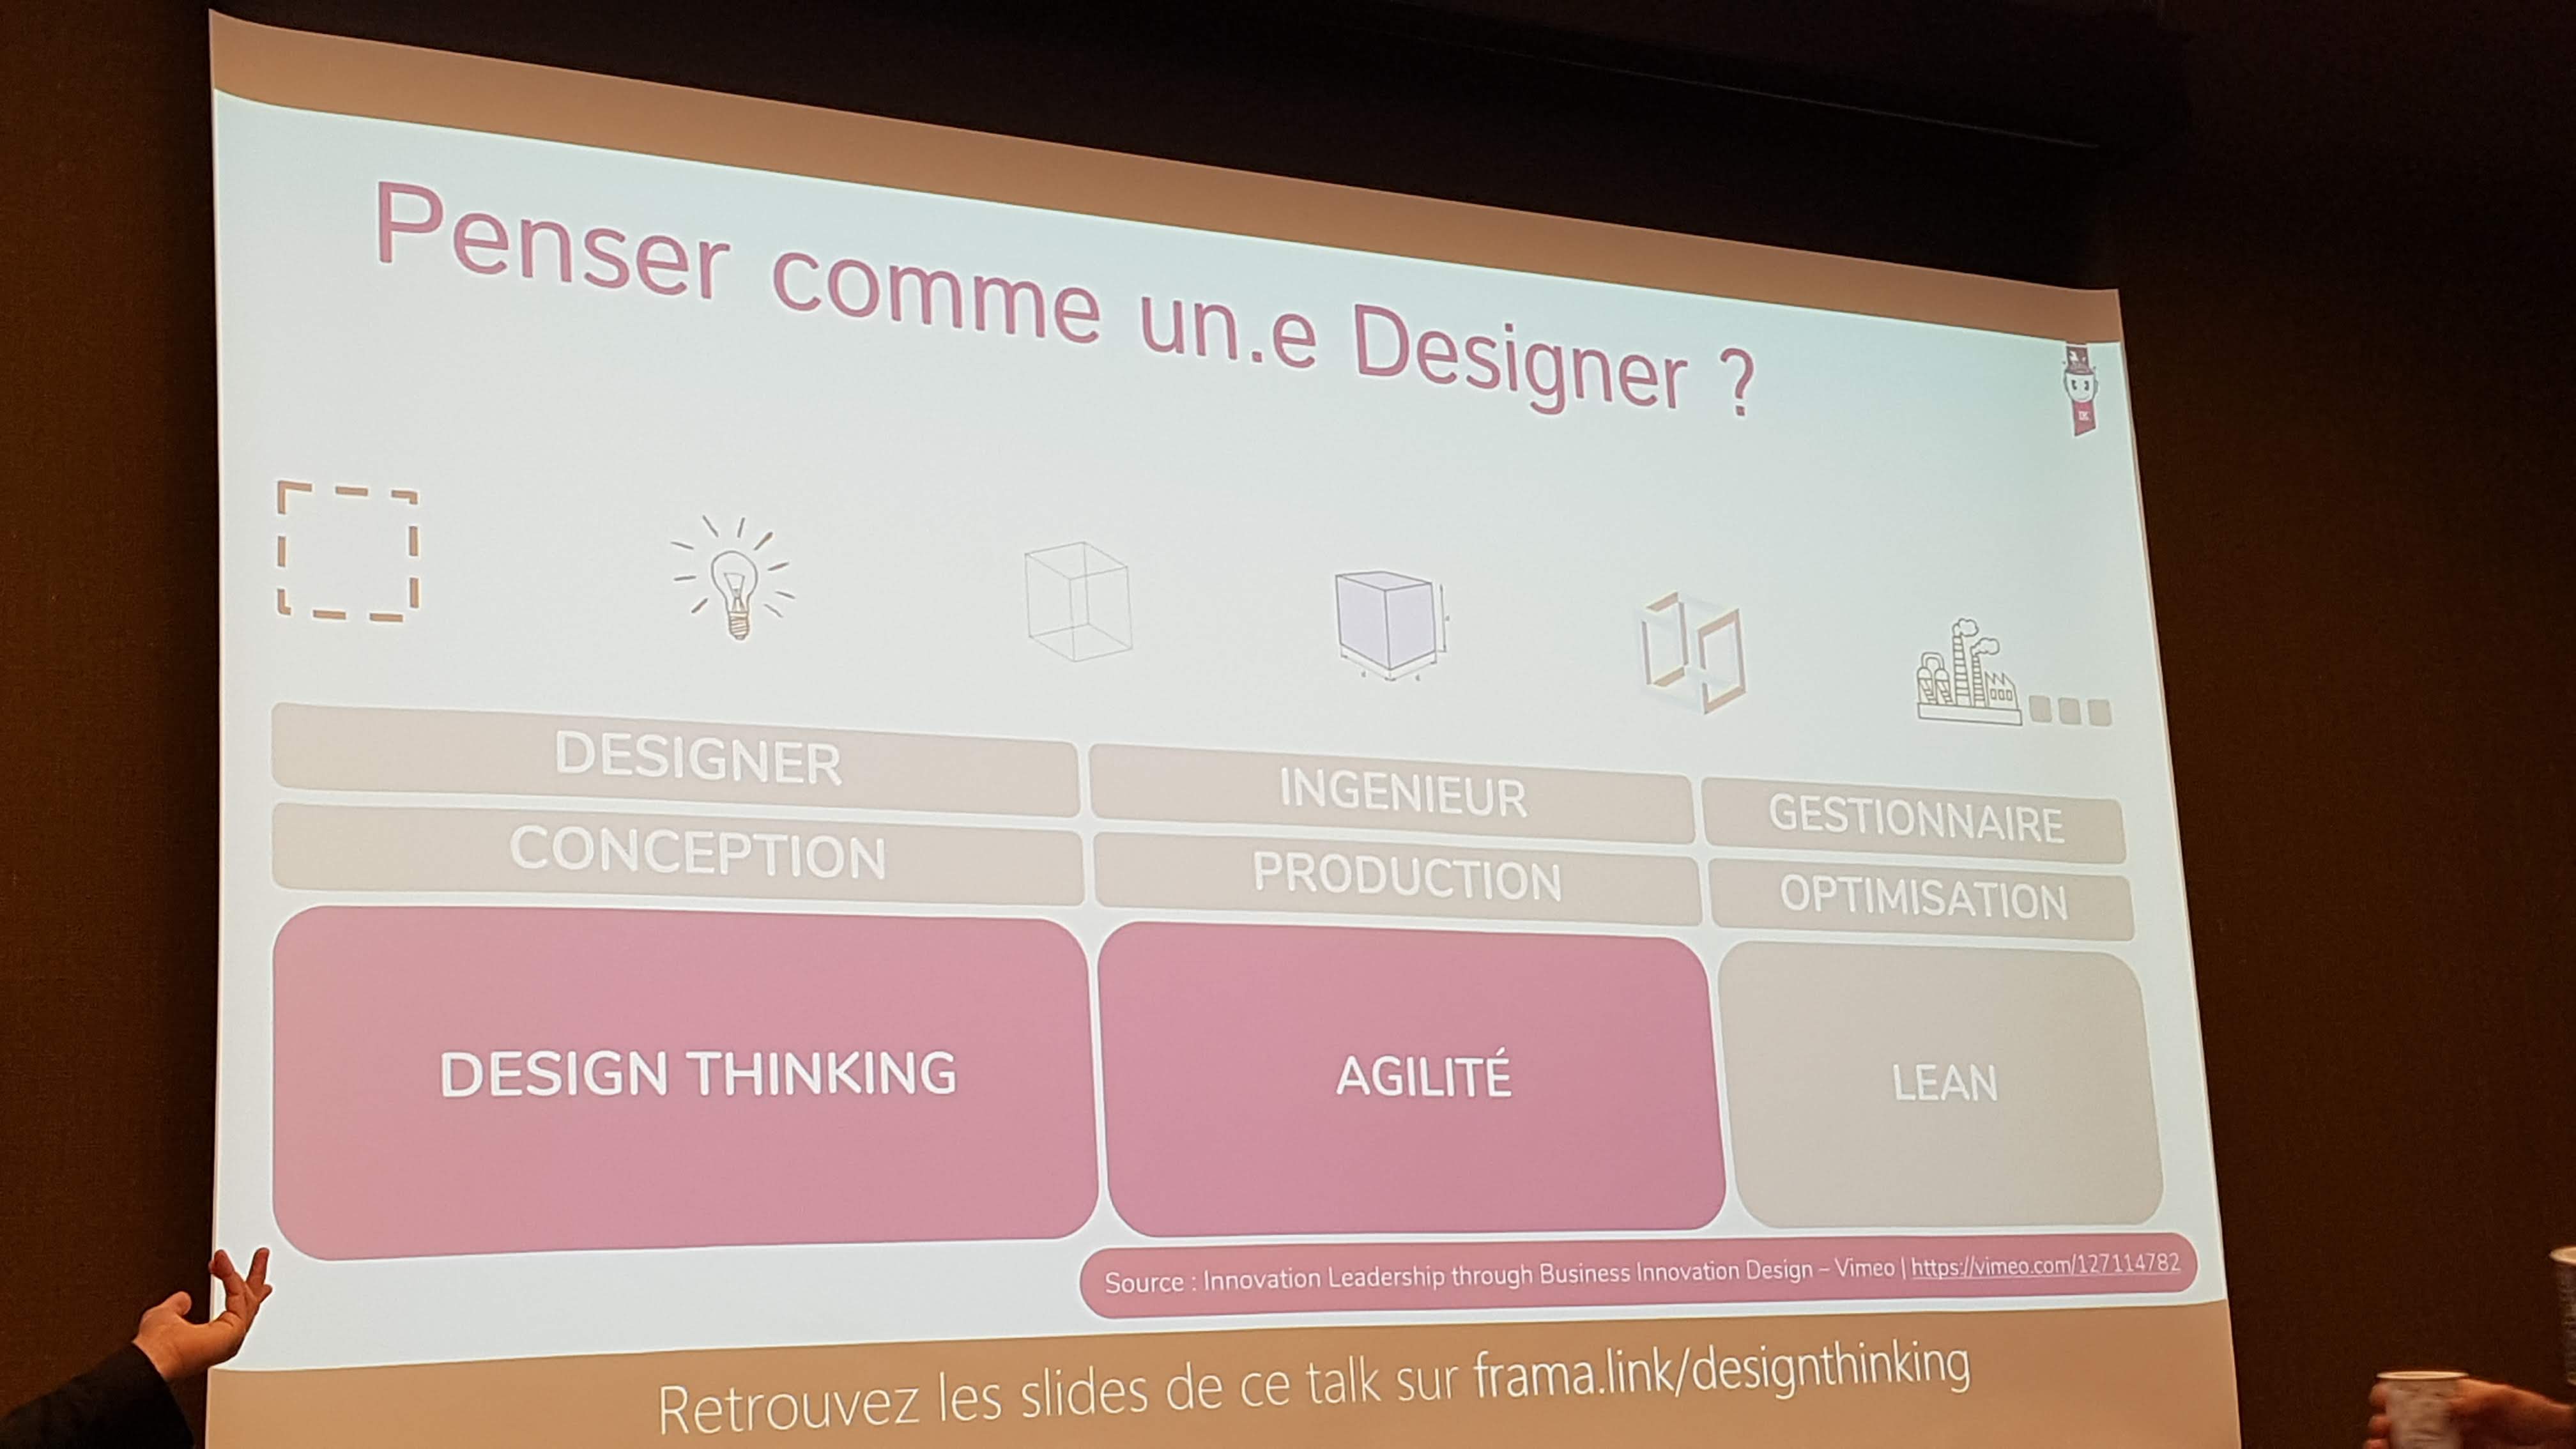 Penser comme un.e Designer ?
DESIGNER
INGENIEUR
GESTIONNAIRE
CONCEPTION
PRODUCTION
OPTIMISATION
DESIGN THINKING
AGILITÉ
LEAN
Source : Innovation Leadership through Business Innovation Design – Vimeo | https://vimeo.com/127114782
Retrouvez les slides de ce talk sur frama.link/designthinking